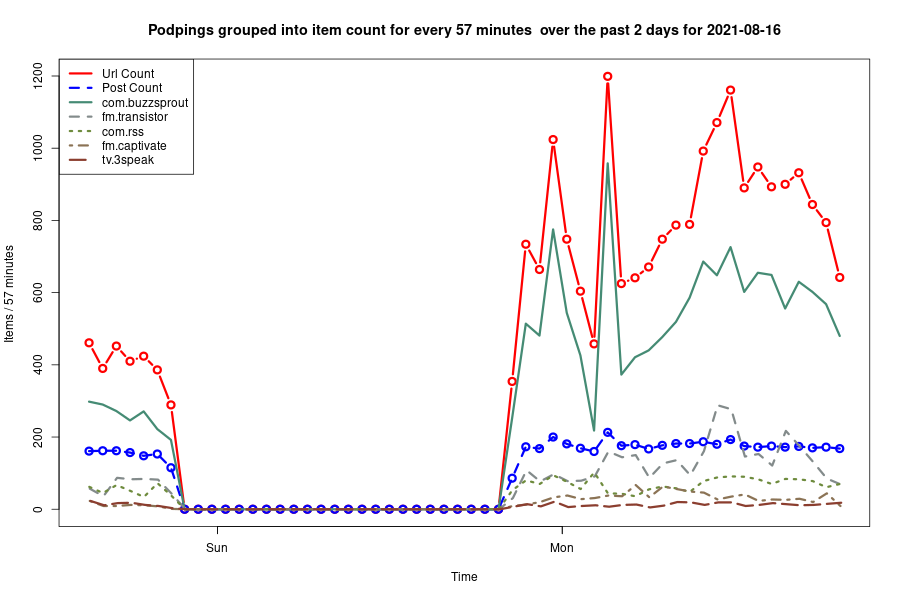 Podpings grouped into item count for every 57 minutes  over the past 2 days for 2021-08-16
Url Count
Post Count
com.buzzsprout
fm.transistor
com.rss
fm.captivate
tv.3speak
1200
1000
800
600
400
200
0
Items / 57 minutes
Sun
Mon
Time